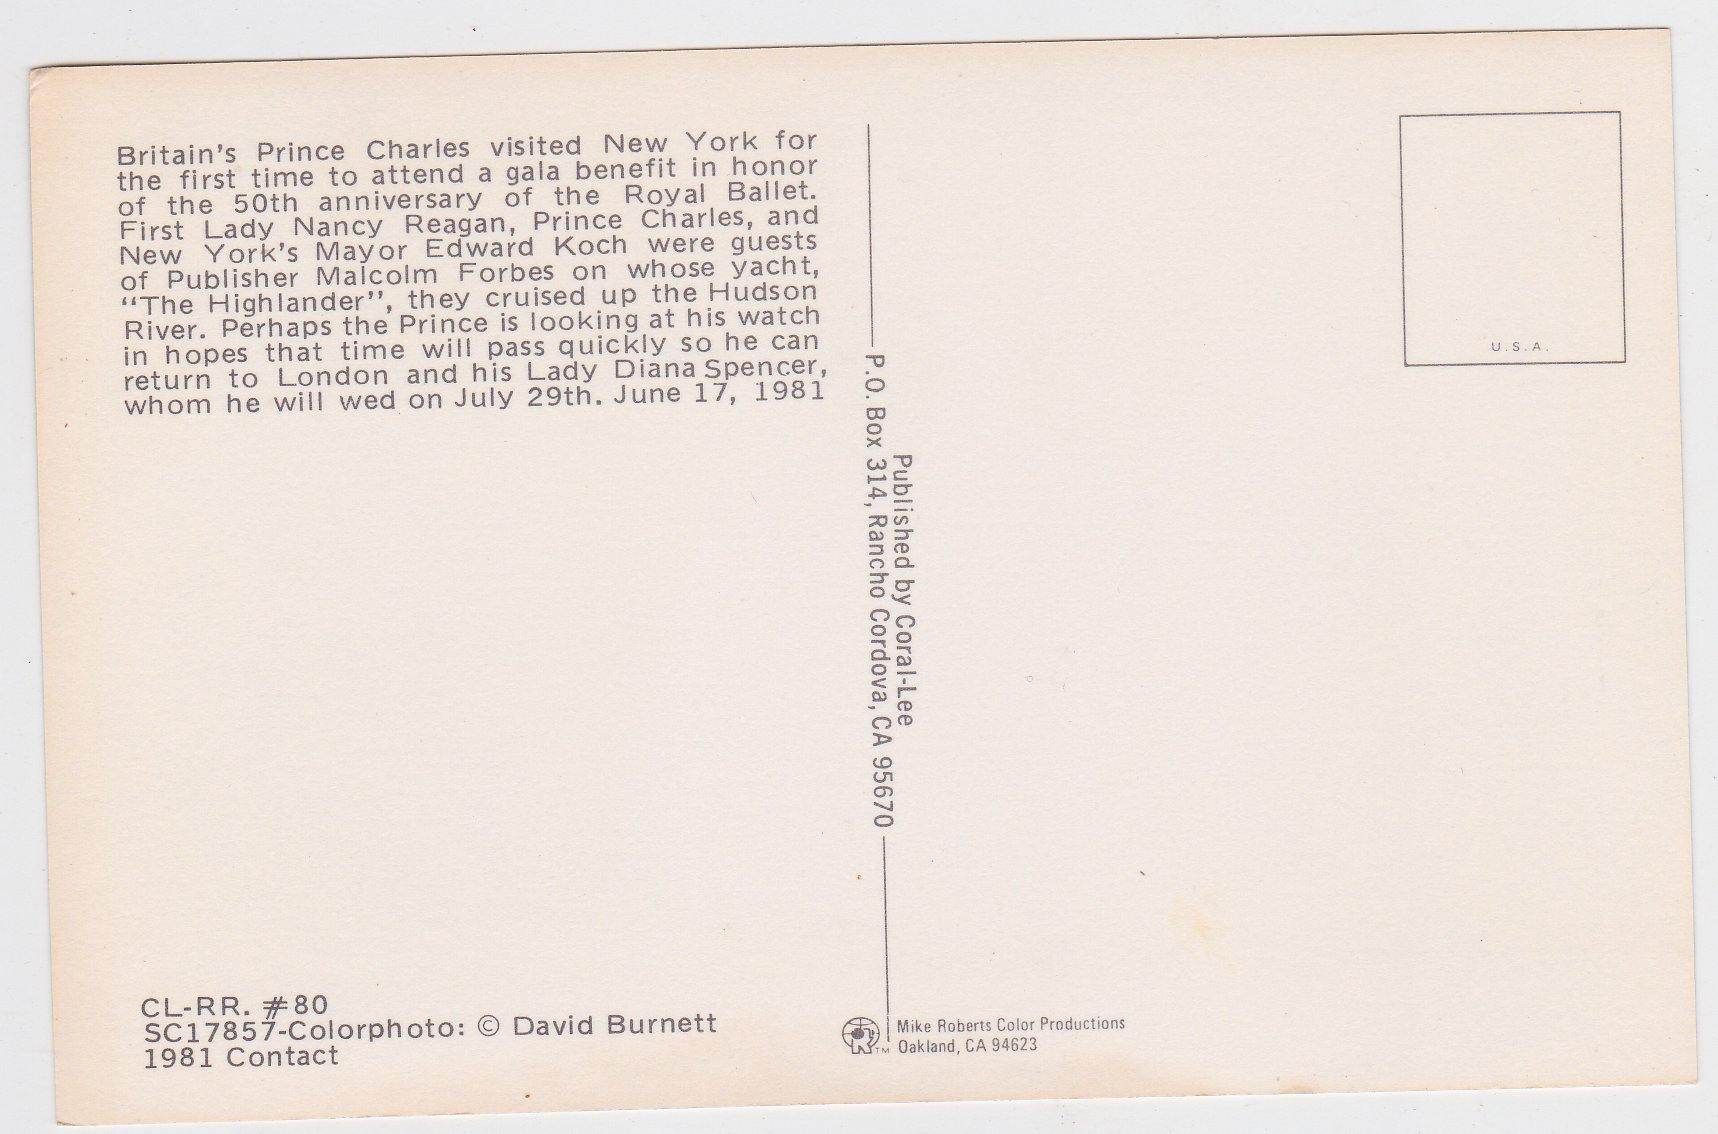 Britain's Prince Charles visited New York for
the first time to attend a gala benefit in honor
of the 50th anniversary of the Royal Ballet.
First Lady Nancy Reagan, Prince Charles, and
New York's Mayor Edward Koch were guests
of Publisher Malcolm Forbes on whose yacht,
“The Highlander”, they cruised up the Hudson
River. Perhaps the Prince is looking at his watch
in hopes that time will pass quickly so he can
return to London and his Lady Diana Spencer,
whom he will wed on July 29th. June 17, 1981
CL-RR. #80
SC17857-Colorphoto: © David Burnett
1981 Contact
Published by Coral-Lee
P.O. Box 314, Rancho Cordova, CA 95670
TM
Mike Roberts Color Productions
Oakland, CA 94623
U.S.A.